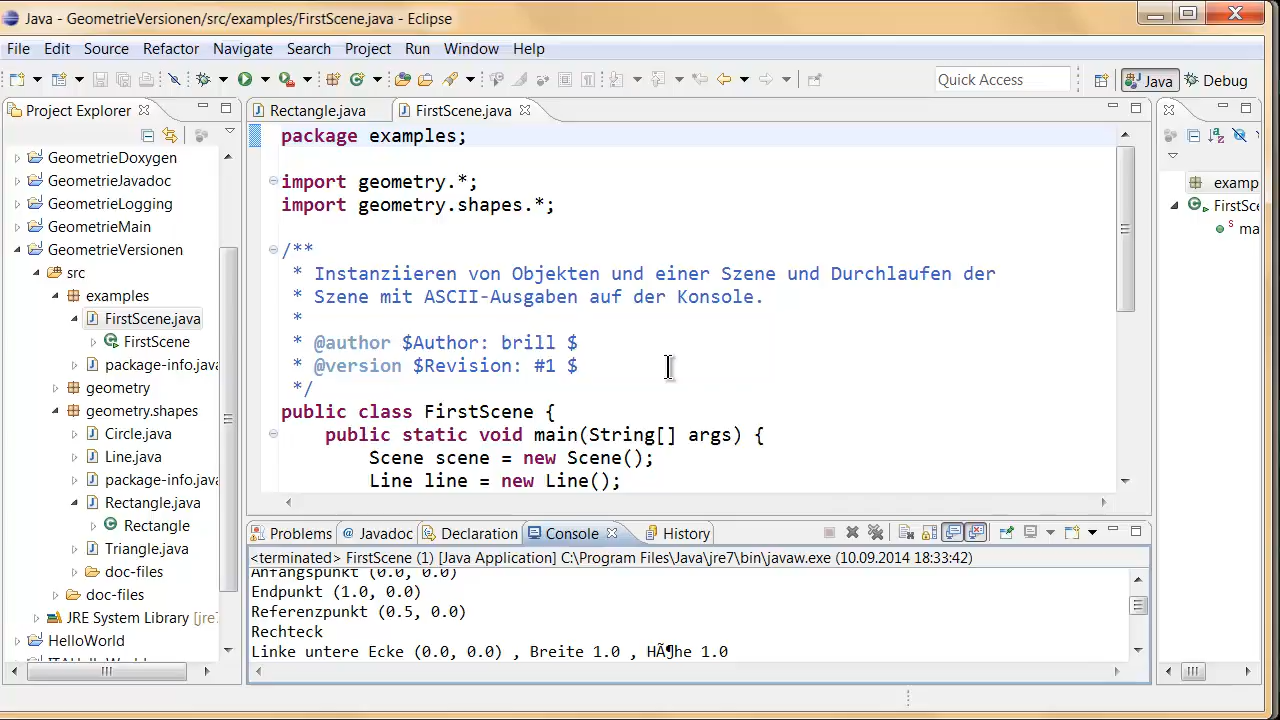 Java - GeometrieVersionen/src/examples/FirstScene.java - Eclipse
File Edit Source Refactor Navigate Search Project Run Window Help
Quick Access Java Debug
Project Explorer
GeometrieDoxygen
GeometrieJavadoc
GeometrieLogging
GeometrieMain
GeometrieVersionen
src
examples
FirstScene.java
FirstScene
package-info.java
geometry
geometry.shapes
Circle.java
Line.java
package-info.java
Rectangle.java
Rectangle
Triangle.java
doc-files
doc-files
JRE System Library [jre7
HelloWorld
Rectangle.java FirstScene.java
package examples;
import geometry.*;
import geometry.shapes.*;
/**
* Instanziieren von Objekten und einer Szene und Durchlaufen der
* Szene mit ASCII-Ausgaben auf der Konsole.
*
* @author $Author: brill $
* @version $Revision: #1 $
*/
public class FirstScene {
public static void main(String[] args) {
Scene scene = new Scene();
Line line = new Line();
examp
FirstSce
ma
Problems @ Javadoc Declaration Console History
<terminated> FirstScene (1) [Java Application] C:\Program Files\Java\jre7\bin\javaw.exe (10.09.2014 18:33:42)
Anfangspunkt (0.0, 0.0)
Endpunkt (1.0, 0.0)
Referenzpunkt (0.5, 0.0)
Rechteck
Linke untere Ecke (0.0, 0.0) , Breite 1.0 , HÃ¶he 1.0